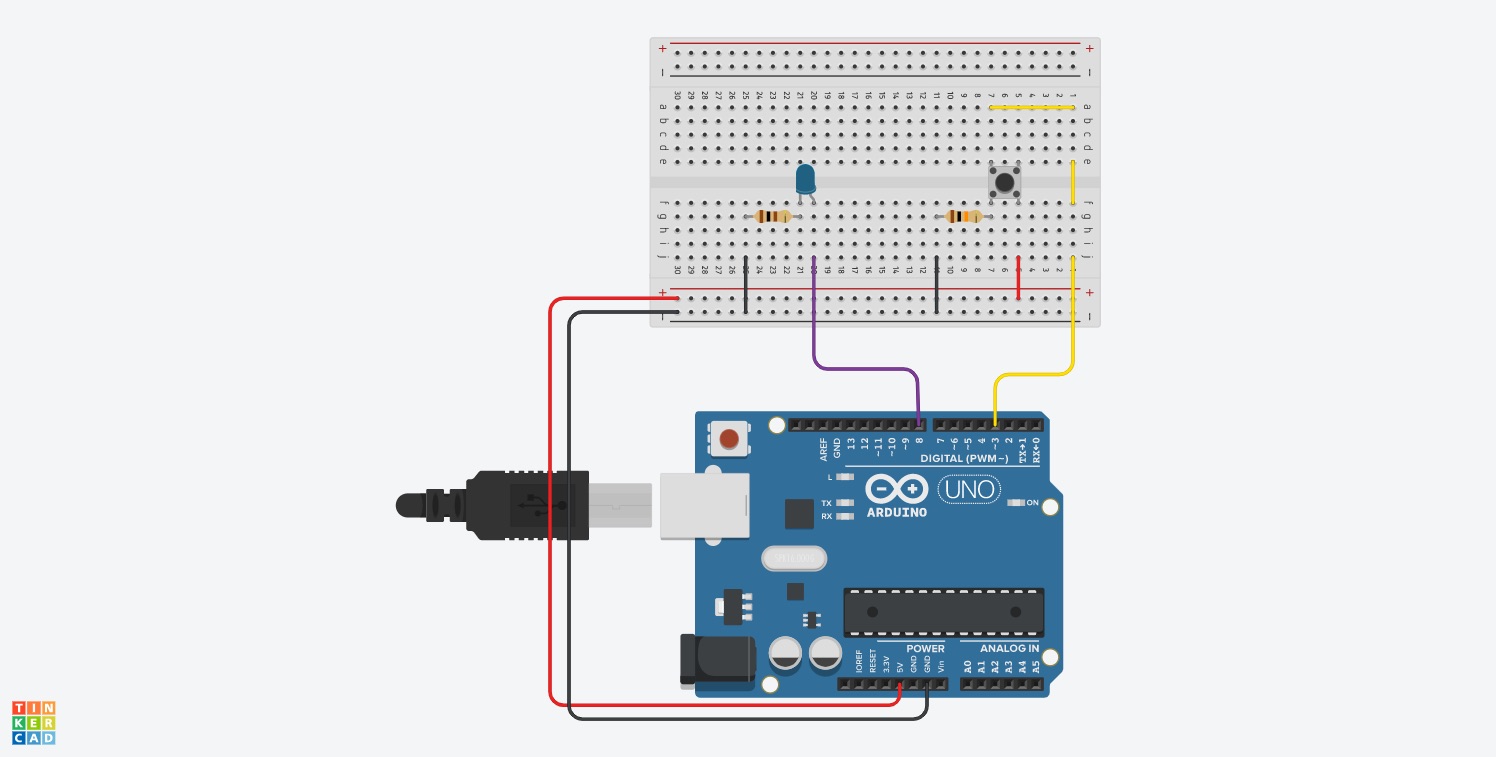 + +
– –
30 29 28 27 26 25 24 23 22 21 20 19 18 17 16 15 14 13 12 11 10 9 8 7 6 5 4 3 2 1
a a
b b
c c
d d
e e
f f
g g
h h
i i
j j
30 29 28 27 26 24 23 22 21 19 18 17 16 15 14 13 12 10 9 8 7 6 4 3 2
+ +
– –
AREF GND 13 12 ~11 ~10 ~9 8 7 ~6 ~5 4 ~3 2 TX→1 RX←0
DIGITAL (PWM~)
L
TX
RX
ARDUINO
UNO
ON
POWER
ANALOG IN
IOREF RESET 3.3V 5V GND GND Vin A0 A1 A2 A3 A4 A5
TIN
KER
CAD